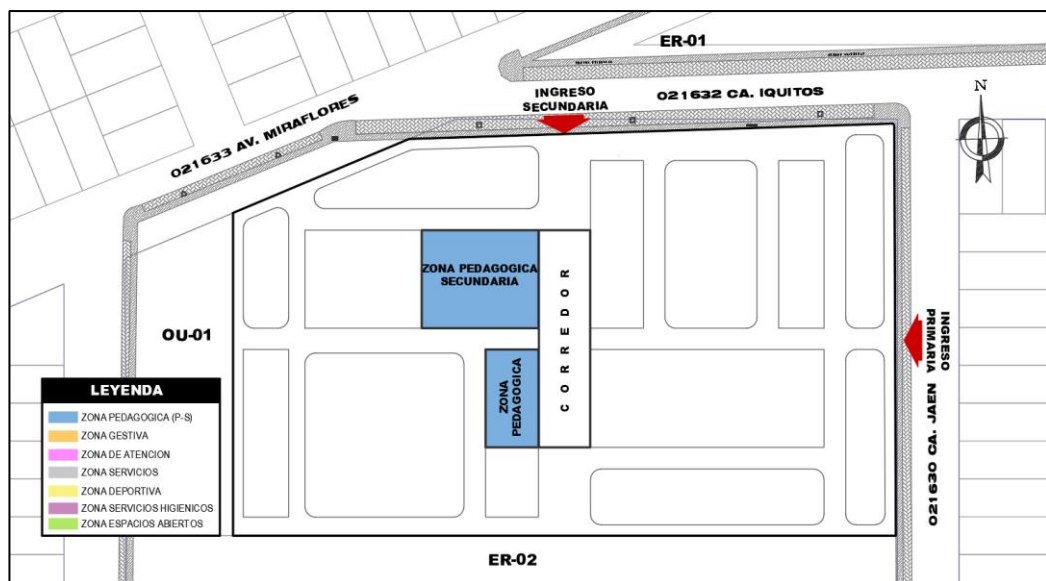 ER-01
INGRESO
SECUNDARIA
021632 CA. IQUITOS
021633 AV. MIRAFLORES
N
ZONA PEDAGOGICA
SECUNDARIA
CORREDOR
ZONA
PEDAGOGICA
INGRESO
PRIMARIA
021630 CA. JAEN
OU-01
LEYENDA
ZONA PEDAGOGICA (P-S)
ZONA GESTIVA
ZONA DE ATENCION
ZONA SERVICIOS
ZONA DEPORTIVA
ZONA SERVICIOS HIGIENICOS
ZONA ESPACIOS ABIERTOS
ER-02